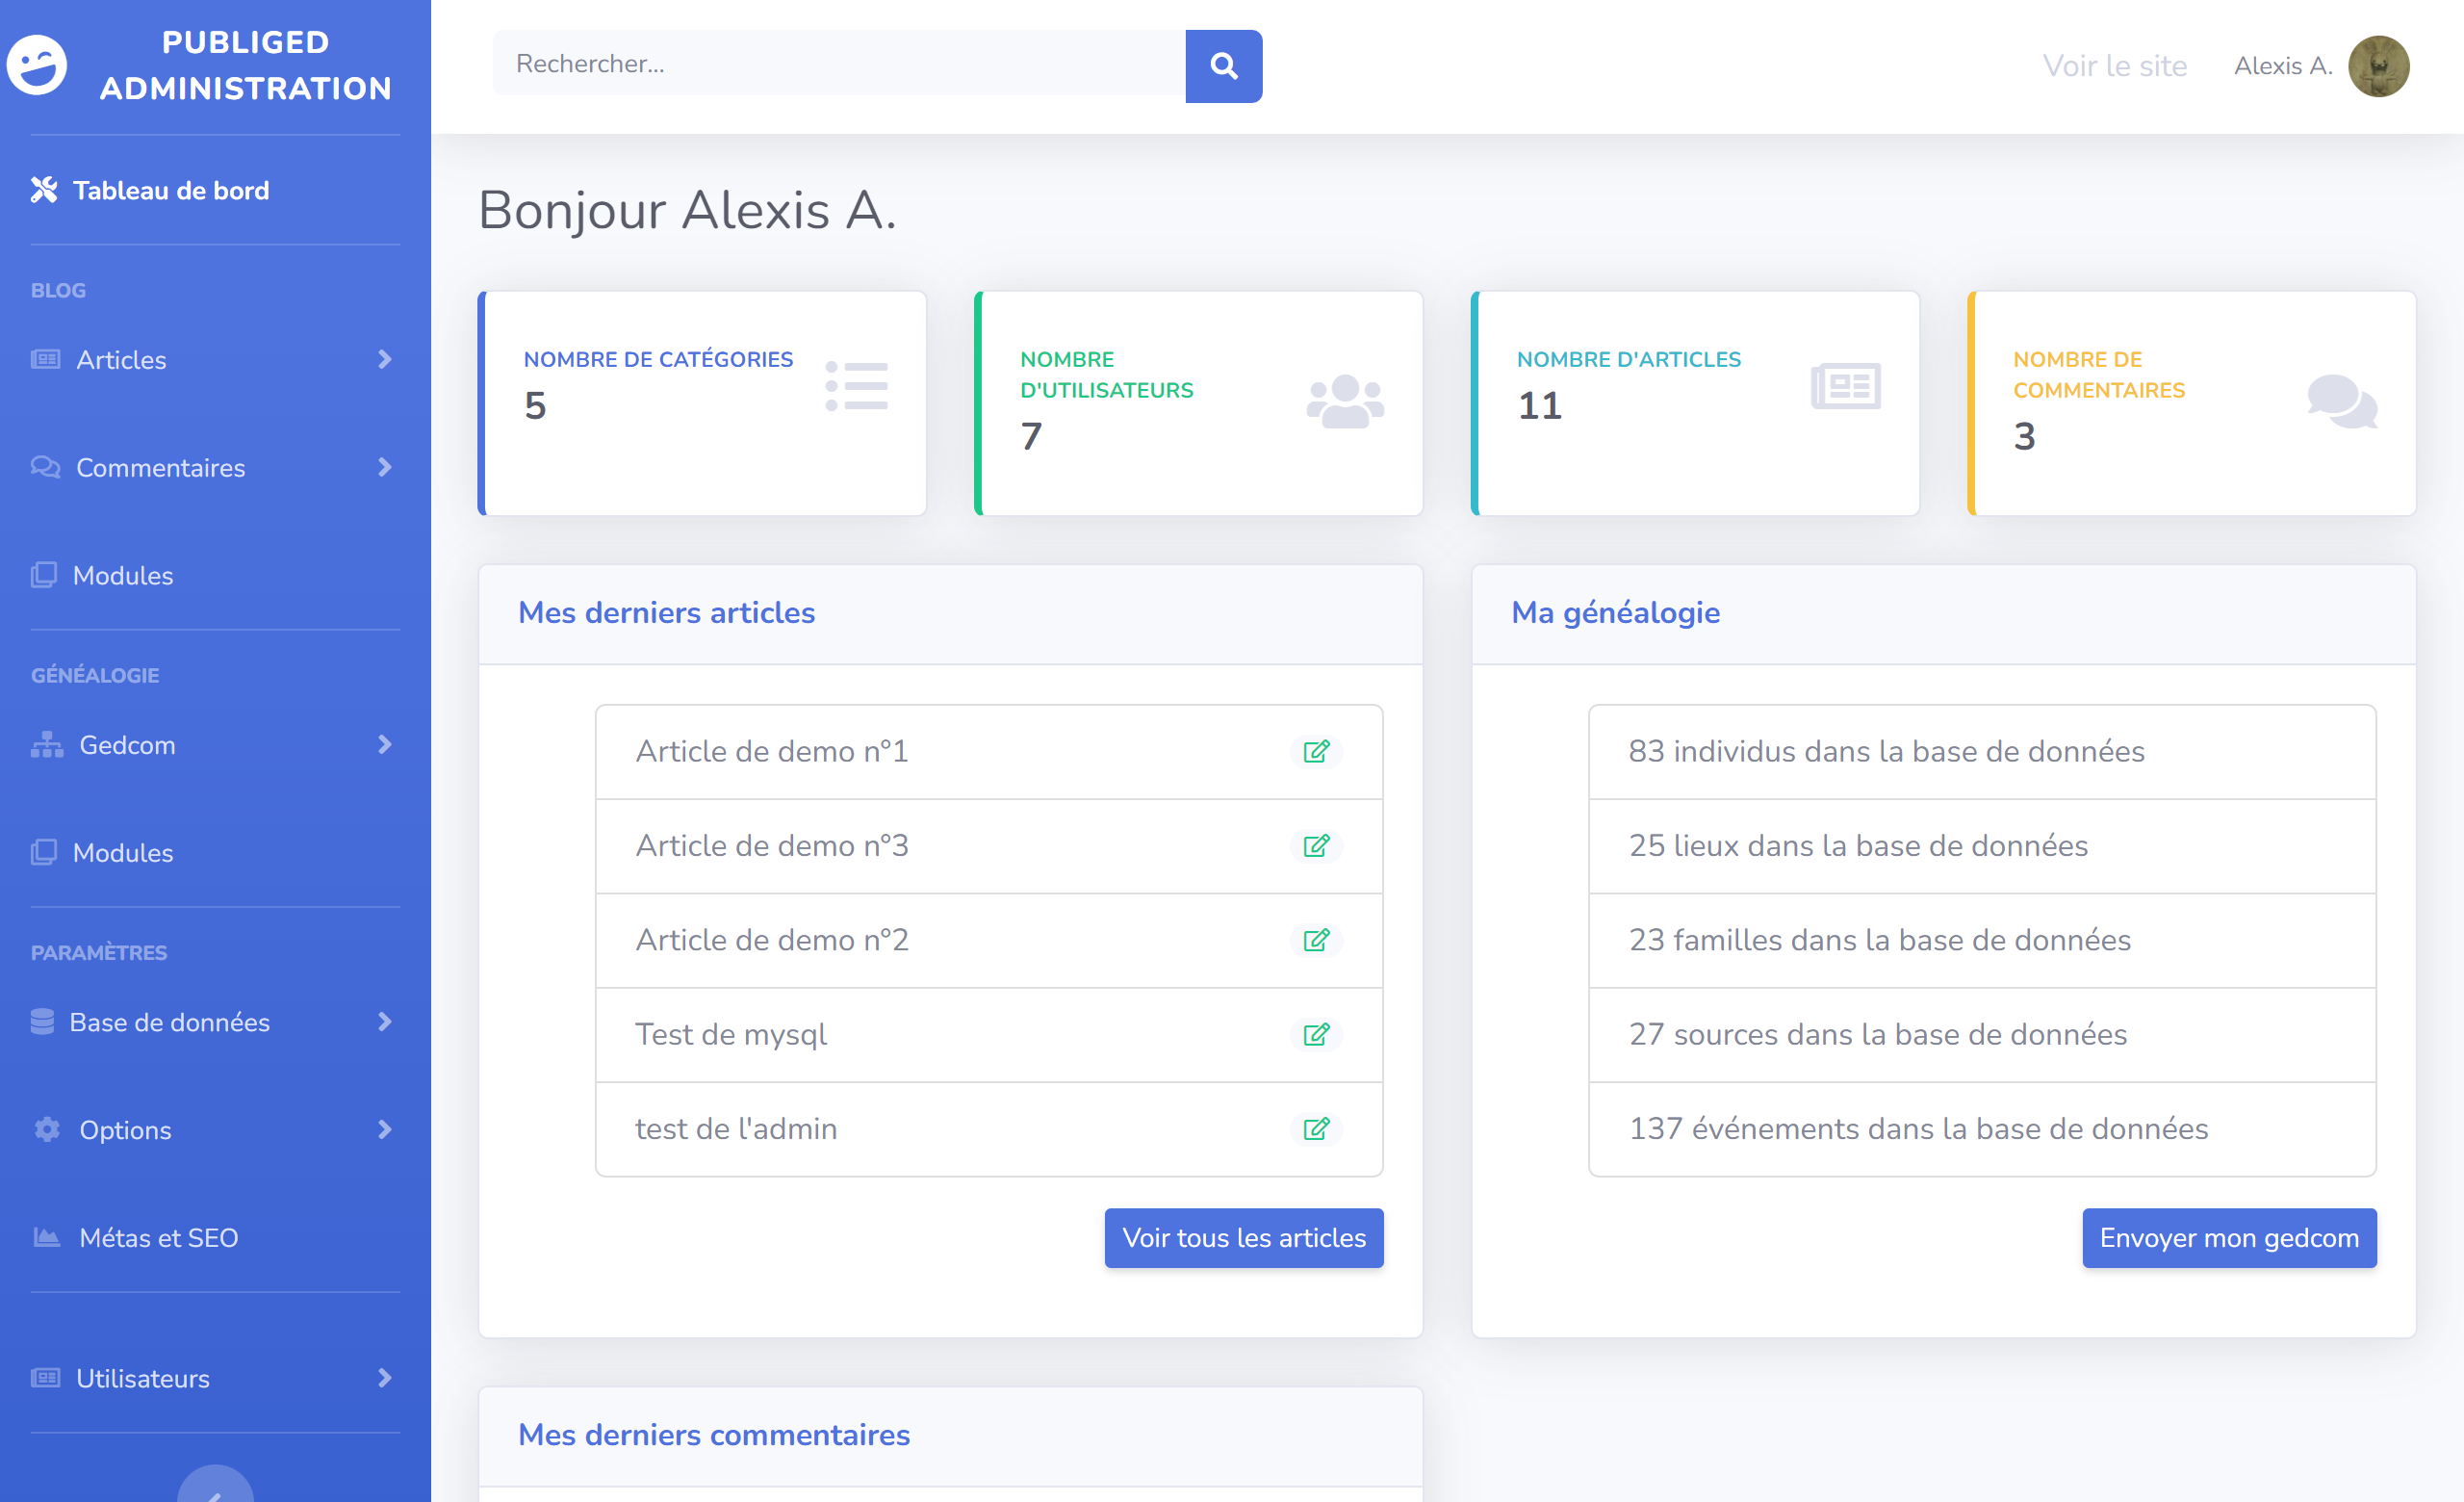 PUBLIGED
ADMINISTRATION
Tableau de bord
BLOG
Articles
Commentaires
Modules
GÉNÉALOGIE
Gedcom
Modules
PARAMÈTRES
Base de données
Options
Métas et SEO
Utilisateurs
Rechercher...
Voir le site
Alexis A.
Bonjour Alexis A.
NOMBRE DE CATÉGORIES
5
NOMBRE
D'UTILISATEURS
7
NOMBRE D'ARTICLES
11
NOMBRE DE
COMMENTAIRES
3
Mes derniers articles
Article de demo n°1
Article de demo n°3
Article de demo n°2
Test de mysql
test de l'admin
Voir tous les articles
Ma généalogie
83 individus dans la base de données
25 lieux dans la base de données
23 familles dans la base de données
27 sources dans la base de données
137 événements dans la base de données
Envoyer mon gedcom
Mes derniers commentaires